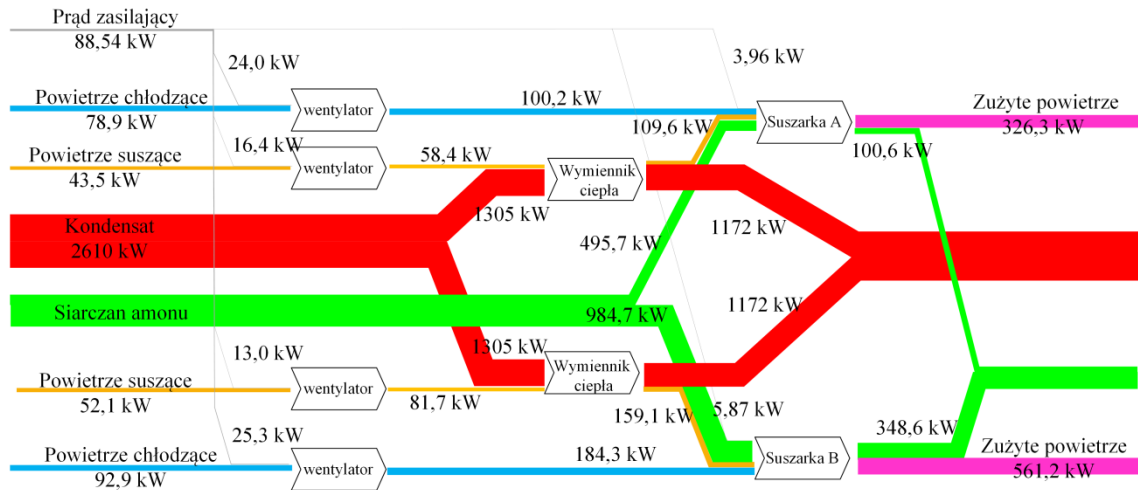 Prąd zasilający
88,54 kW
24,0 kW
3,96 kW
Powietrze chłodzące
78,9 kW
wentylator
100,2 kW
109,6 kW
Suszarka A
Zużyte powietrze
326,3 kW
100,6 kW
16,4 kW
Powietrze suszące
43,5 kW
wentylator
58,4 kW
Wymiennik
ciepła
1305 kW
Kondensat
2610 kW
495,7 kW
1172 kW
Siarczan amonu
984,7 kW
1172 kW
1305 kW
13,0 kW
Powietrze suszące
52,1 kW
wentylator
81,7 kW
Wymiennik
ciepła
159,1 kW
5,87 kW
25,3 kW
Powietrze chłodzące
92,9 kW
wentylator
184,3 kW
Suszarka B
348,6 kW
Zużyte powietrze
561,2 kW